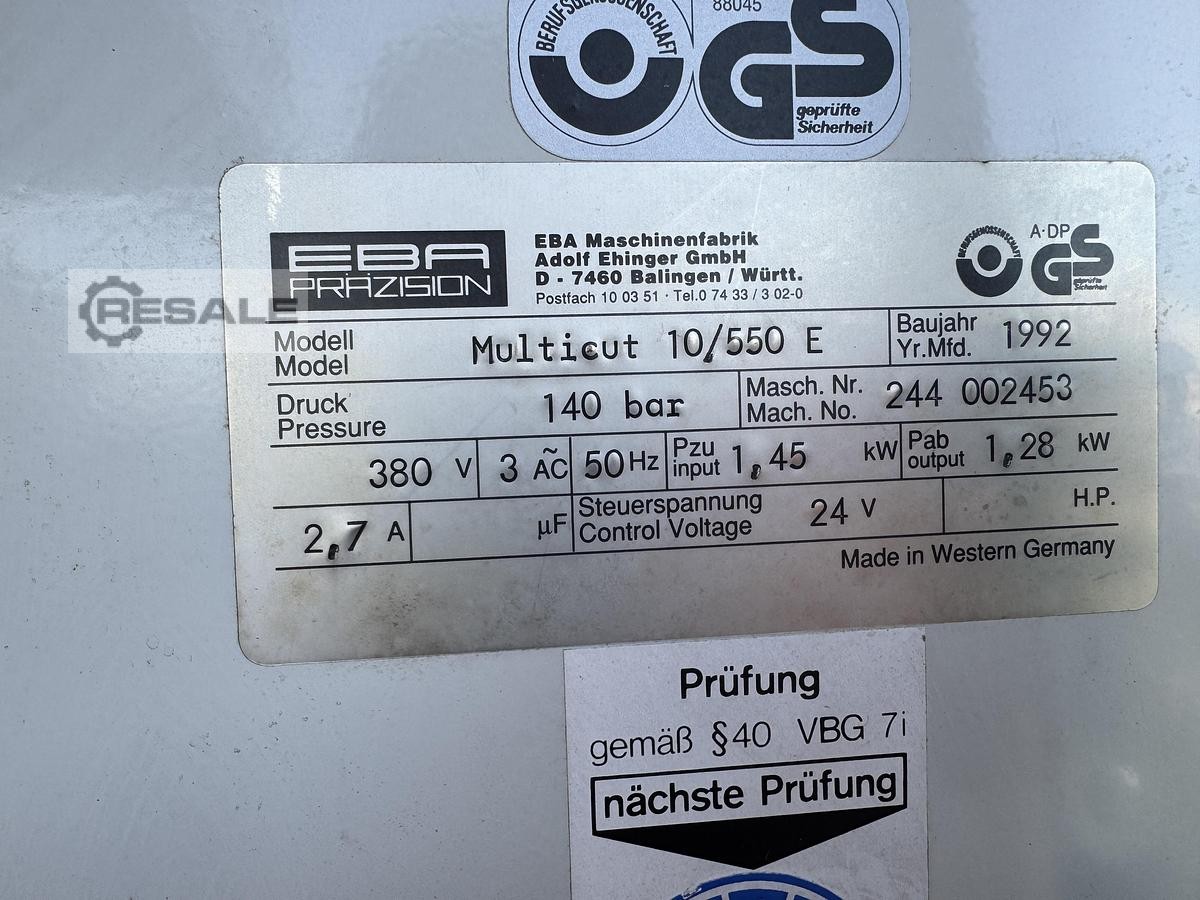 BERUFSGENOSSENSCHAFT
88045
GS
geprüfte
Sicherheit
EBA
PRÄZISION
EBA Maschinenfabrik
Adolf Ehinger GmbH
D - 7460 Balingen / Württ.
Postfach 10 03 51 · Tel. 0 74 33 / 3 02-0
BERUFSGENOSSENSCHAFT
A·DP
GS
geprüfte
Sicherheit
RESALE
Modell
Model
Multicut 10/550 E
Baujahr
Yr.Mfd.
1992
Druck
Pressure
140 bar
Masch. Nr.
Mach. No.
244 002453
380 V
3 AC~
50 Hz
Pzu
input
1,45 kW
Pab
output
1,28 kW
2,7 A
µF
Steuerspannung
Control Voltage
24 V
H.P.
Made in Western Germany
Prüfung
gemäß §40 VBG 7i
nächste Prüfung